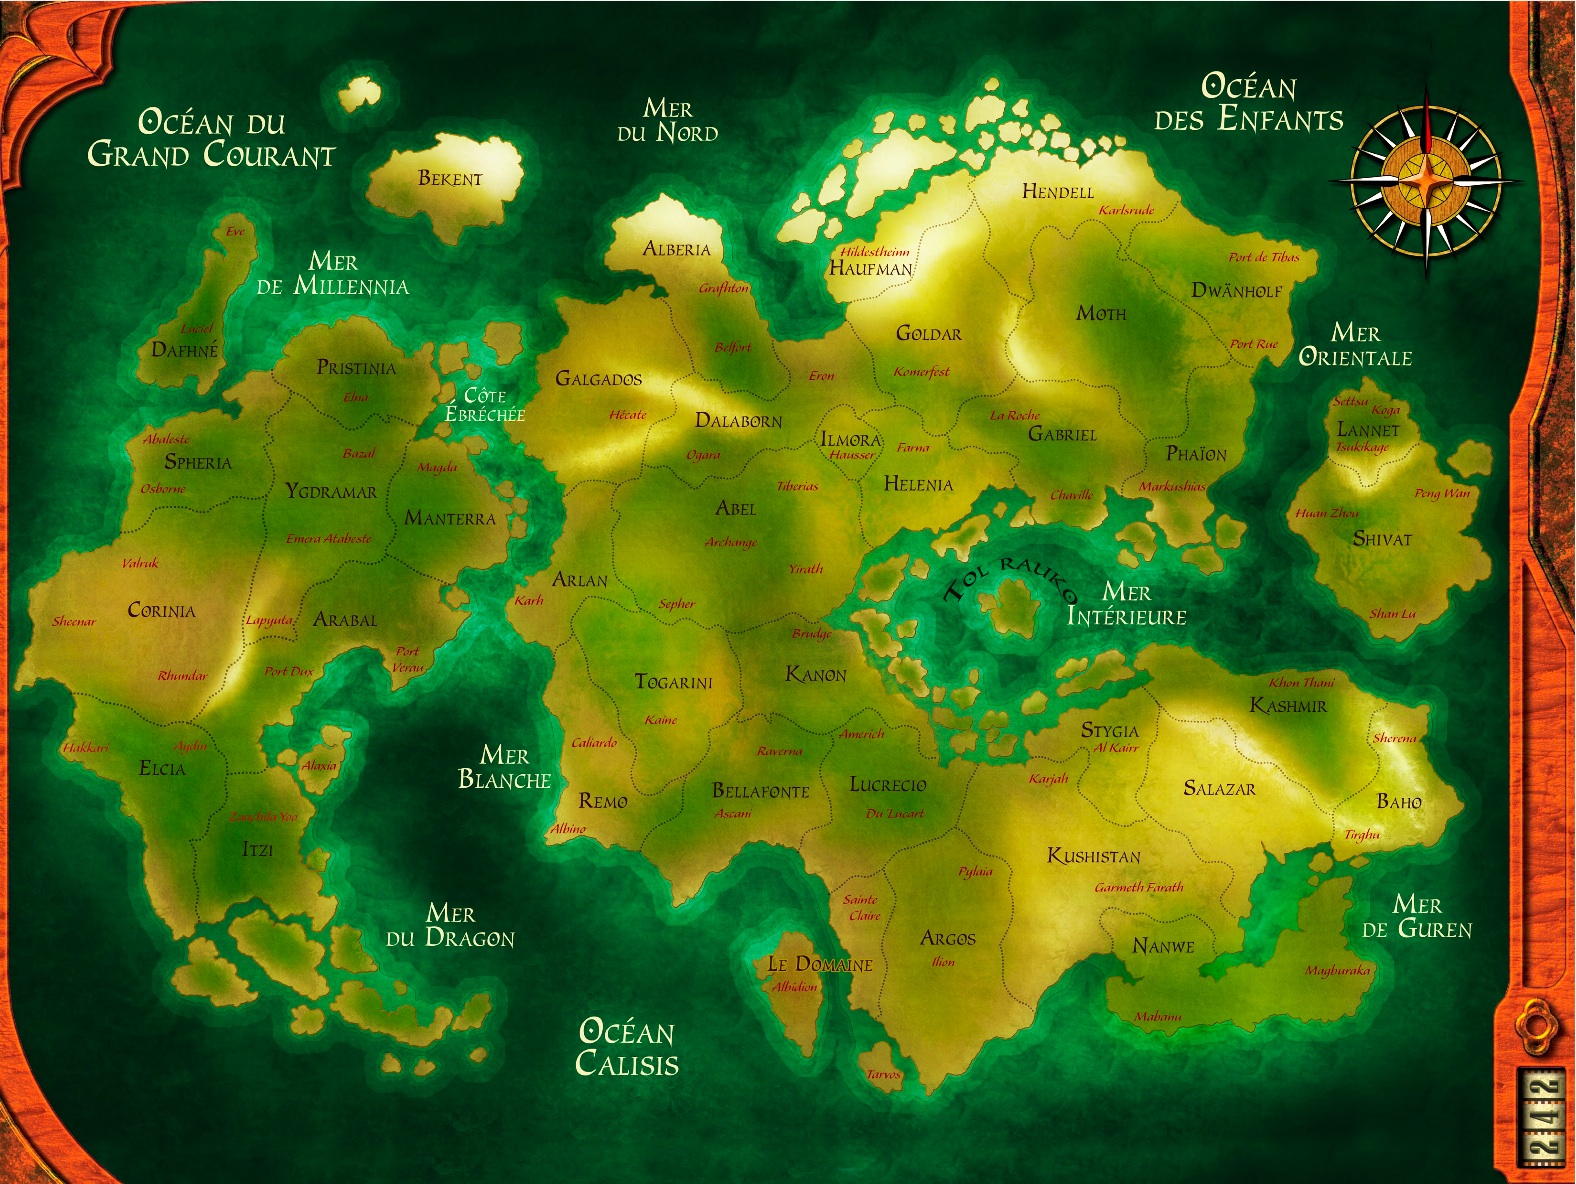 Océan du
Grand Courant
Mer
du Nord
Océan
des Enfants
Bekent
Hendell
Karlsrude
Eve
Mer
de Millennia
Alberia
Hildestheinn
Haufman
Port de Tibas
Dwänholf
Grafhton
Luciel
Dafhné
Moth
Goldar
Port Rue
Mer
Orientale
Belfort
Pristinia
Elna
Galgados
Eron
Komerfest
Côte
Ébréchée
Hécate
Dalaborn
La Roche
Gabriel
Settsu
Koga
Lannet
Tsukikage
Abaleste
Spheria
Osborne
Bazal
Magda
Ogara
Ilmora
Hausser
Farna
Phaïon
Ygdramar
Manterra
Tiberias
Helenia
Chaville
Markushias
Peng Wan
Huan Zhou
Shivat
Abel
Archange
Emera Atabeste
Valruk
Yirath
Tol Rauko
Arlan
Karh
Mer
Intérieure
Corinia
Sheenar
Lapyuta
Arabal
Sepher
Brudge
Shan Lu
Port
Verau
Rhundar
Port Dux
Togarini
Kanon
Khon Thani
Kashmir
Kaine
Stygia
Al Kairr
Americh
Sherena
Hakkari
Aydin
Elcia
Alaxia
Caliardo
Raverna
Mer
Blanche
Karjah
Lucrecio
Bellafonte
Salazar
Remo
Baho
Ascani
Du Lucart
Albino
Tirghu
Itzi
Kushistan
Pylaia
Garmeth Farath
Sainte
Claire
Mer
du Dragon
Mer
de Guren
Argos
Ilion
Nanwe
Le Domaine
Albidion
Magburaka
Mabanu
Océan
Calisis
Tarvos
242